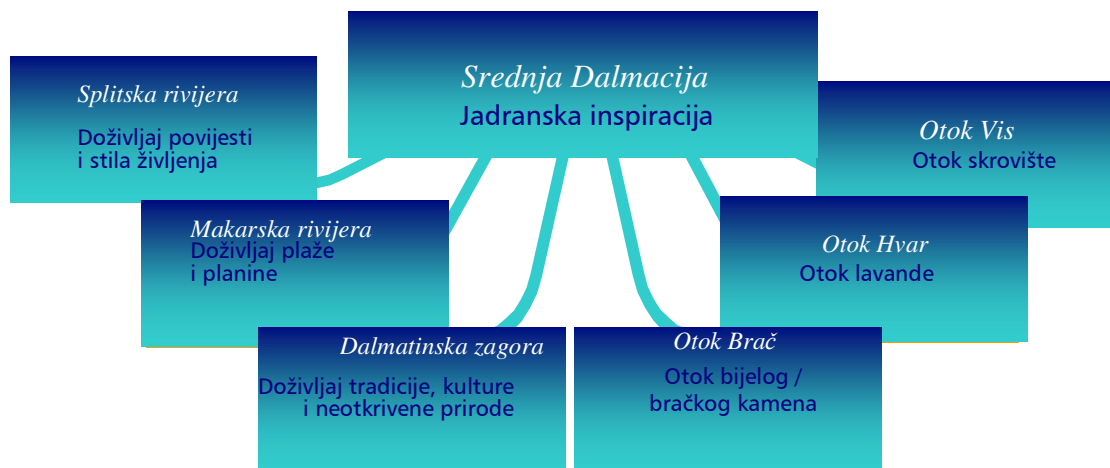 Srednja Dalmacija
Jadranska inspiracija
Splitska rivijera
Doživljaj povijesti
i stila življenja
Makarska rivijera
Doživljaj plaže
i planine
Dalmatinska zagora
Doživljaj tradicije, kulture
i neotkrivene prirode
Otok Brač
Otok bijelog /
bračkog kamena
Otok Hvar
Otok lavande
Otok Vis
Otok skrovište